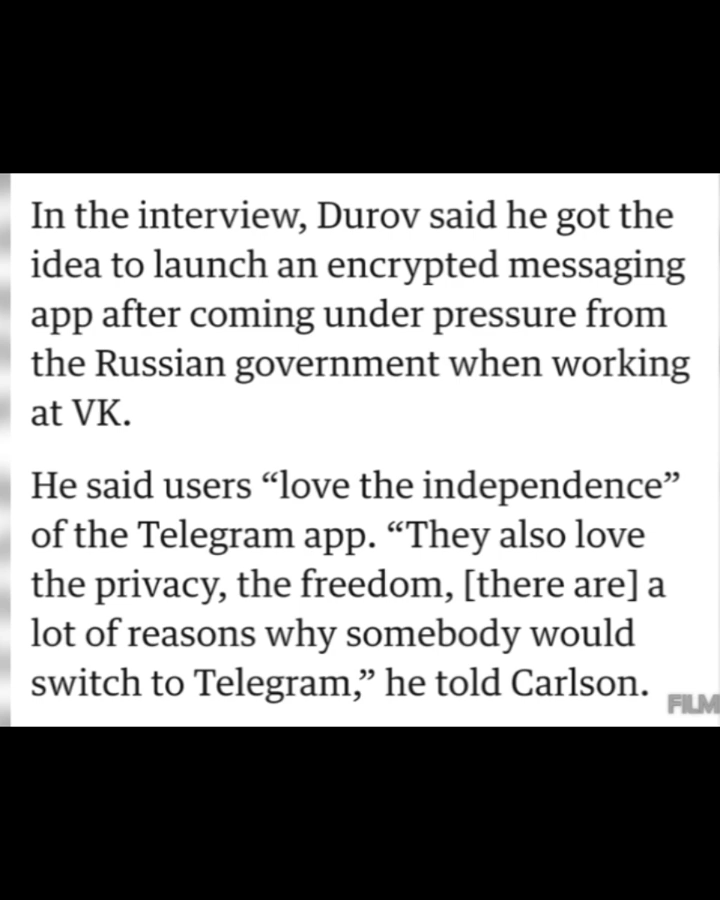 In the interview, Durov said he got the
idea to launch an encrypted messaging
app after coming under pressure from
the Russian government when working
at VK.
He said users “love the independence”
of the Telegram app. “They also love
the privacy, the freedom, [there are] a
lot of reasons why somebody would
switch to Telegram,” he told Carlson.
FILM